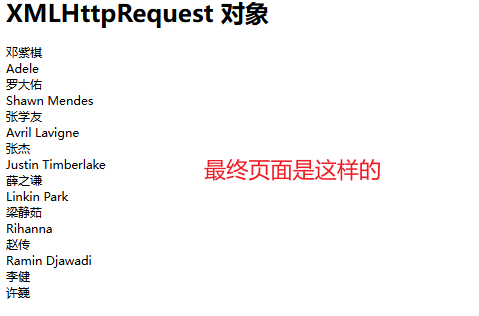 XMLHttpRequest 对象
邓紫棋
Adele
罗大佑
Shawn Mendes
张学友
Avril Lavigne
张杰
Justin Timberlake
薛之谦
Linkin Park
梁静茹
Rihanna
赵传
Ramin Djawadi
李健
许巍
最终页面是这样的